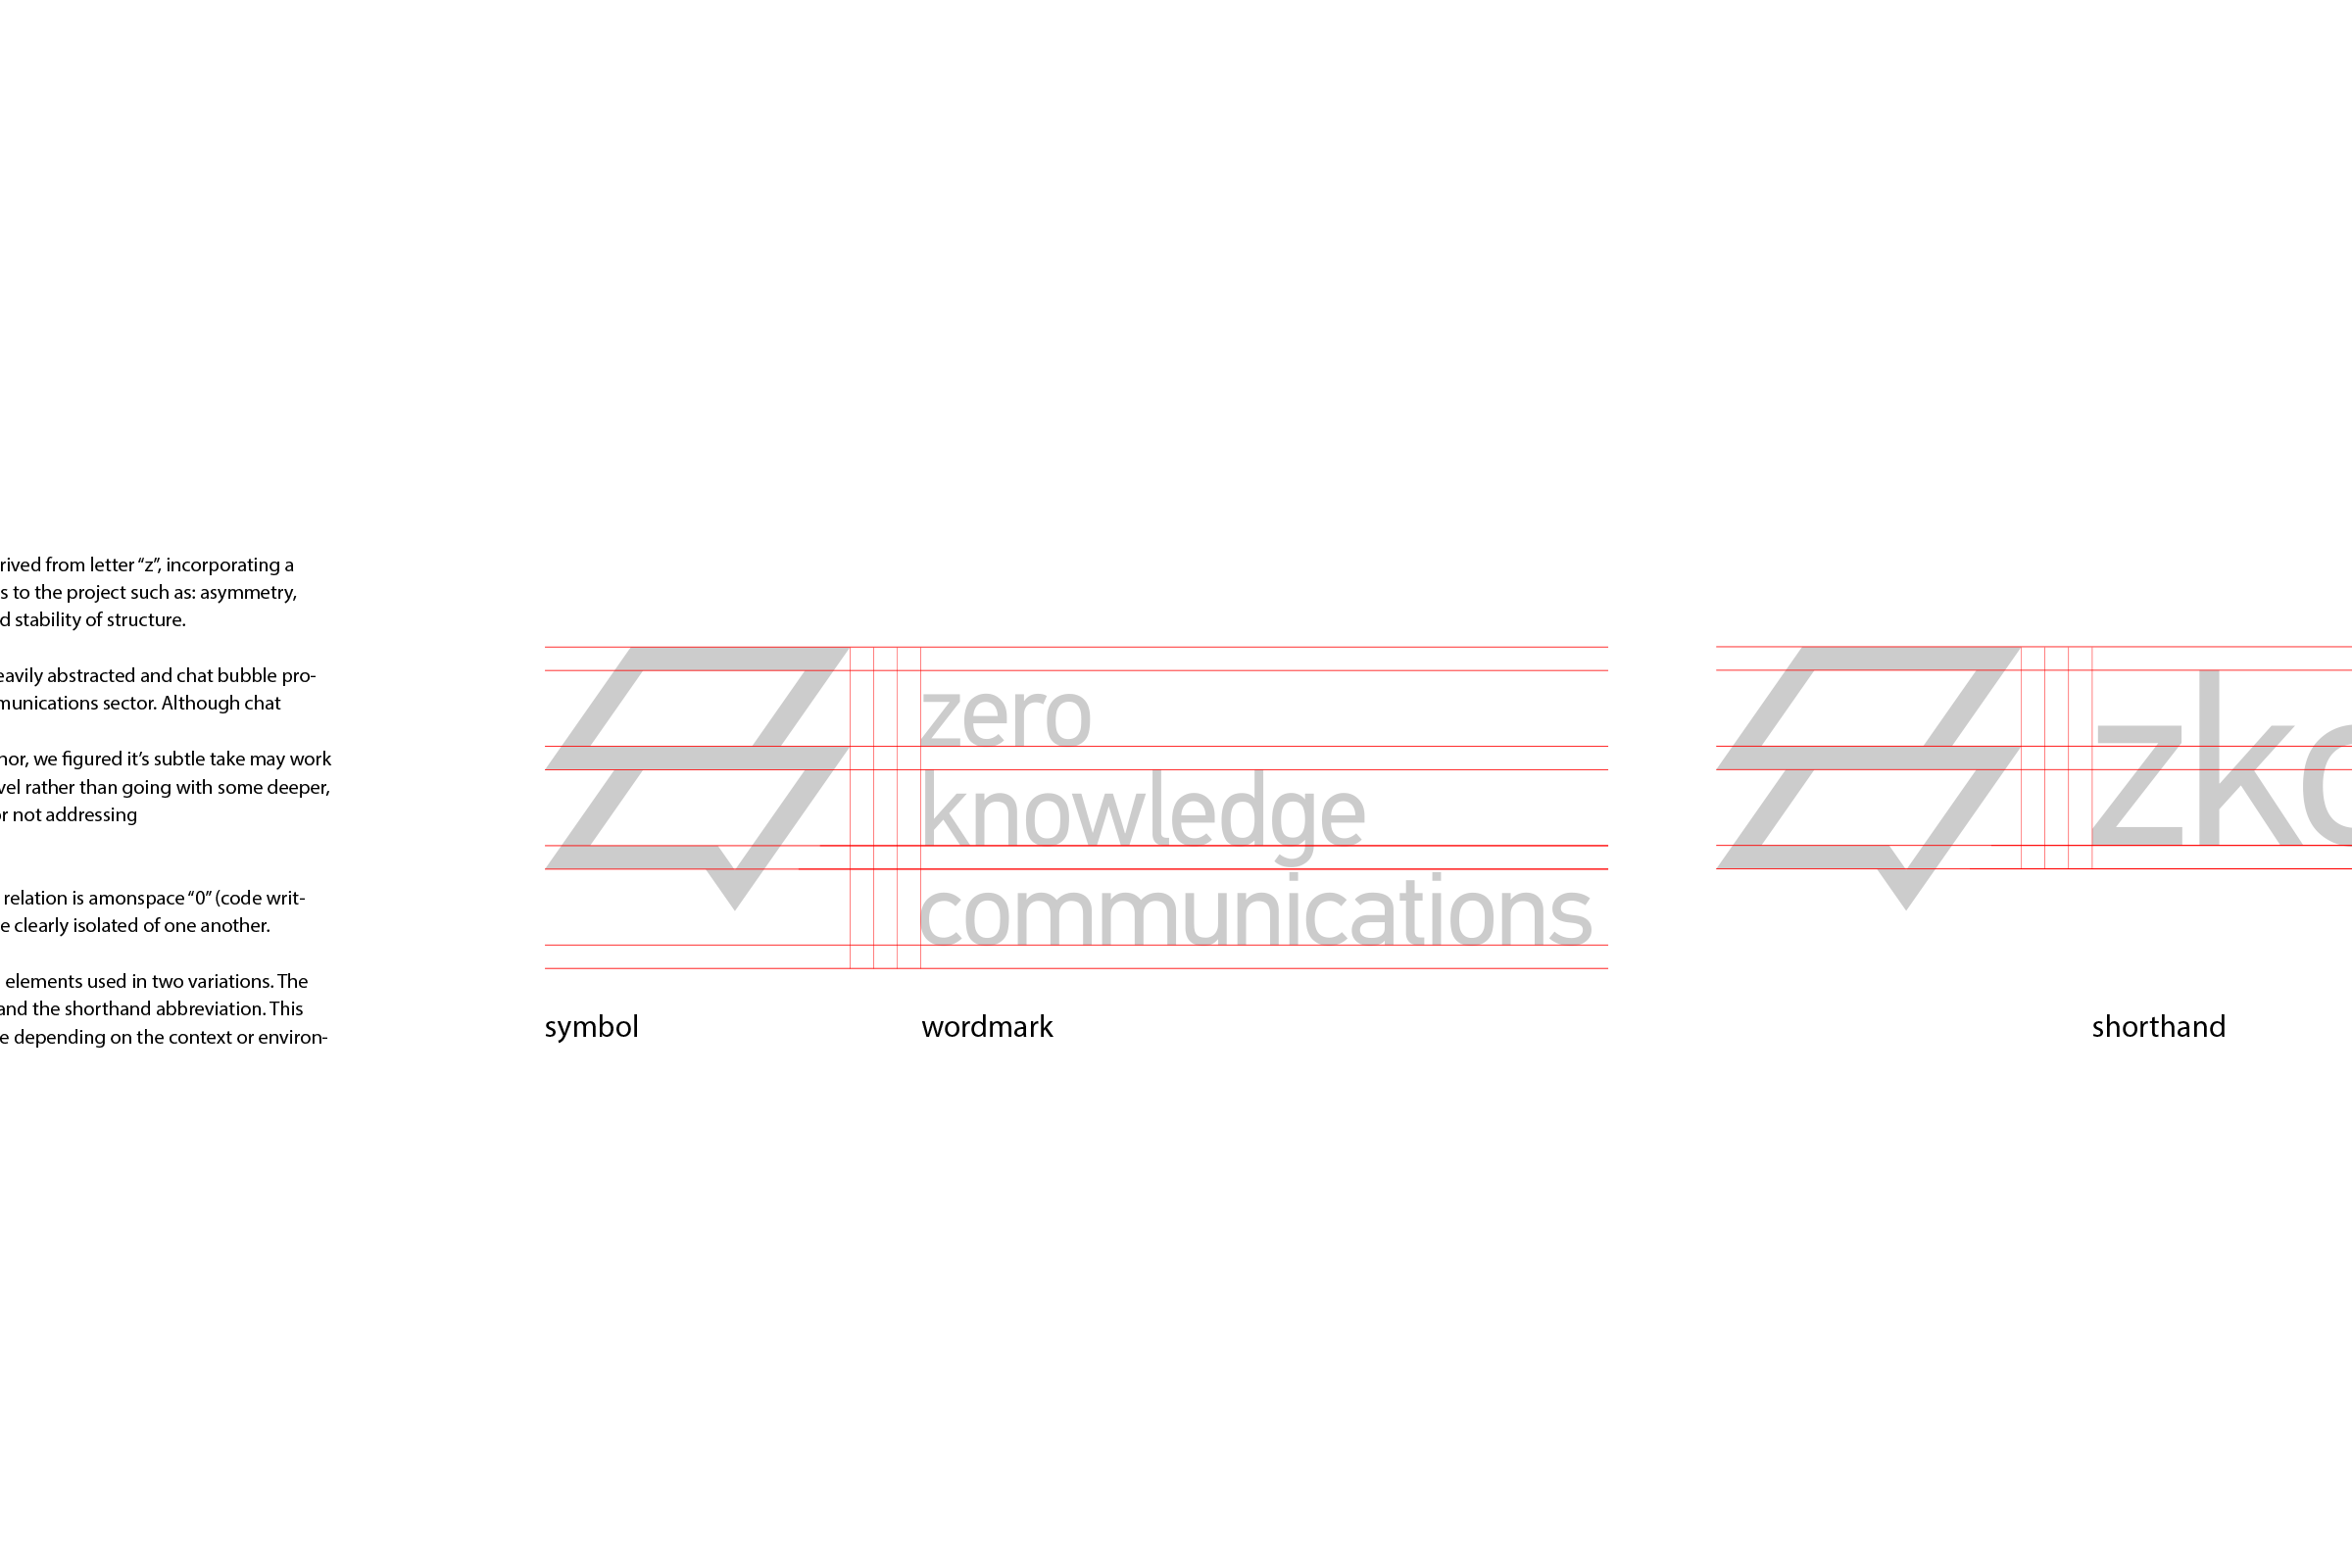 rived from letter “z”, incorporating a
s to the project such as: asymmetry,
d stability of structure.
eavily abstracted and chat bubble pro-
munications sector. Although chat
nor, we figured it’s subtle take may work
vel rather than going with some deeper,
or not addressing
relation is amonspace “0” (code writ-
e clearly isolated of one another.
elements used in two variations. The
and the shorthand abbreviation. This
e depending on the context or environ-
zero
knowledge
communications
symbol
wordmark
zkc
shorthand